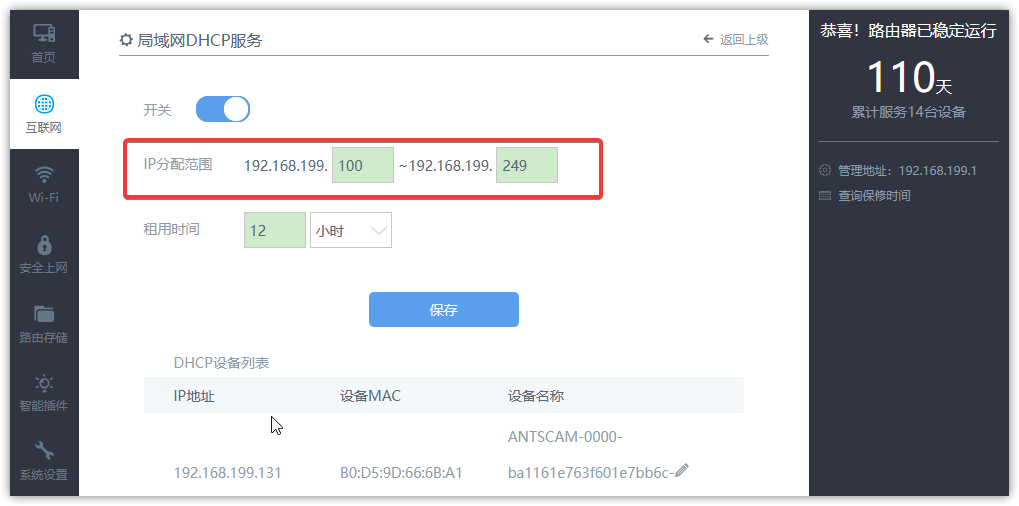 首页
互联网
Wi-Fi
安全上网
路由存储
智能插件
系统设置
局域网DHCP服务
返回上级
开关
IP分配范围 192.168.199. 100 ~192.168.199. 249
租用时间 12 小时
保存
DHCP设备列表
IP地址 设备MAC 设备名称
ANTSCAM-0000-
192.168.199.131 B0:D5:9D:66:6B:A1 ba1161e763f601e7bb6c-
恭喜！路由器已稳定运行
110天
累计服务14台设备
管理地址：192.168.199.1
查询保修时间